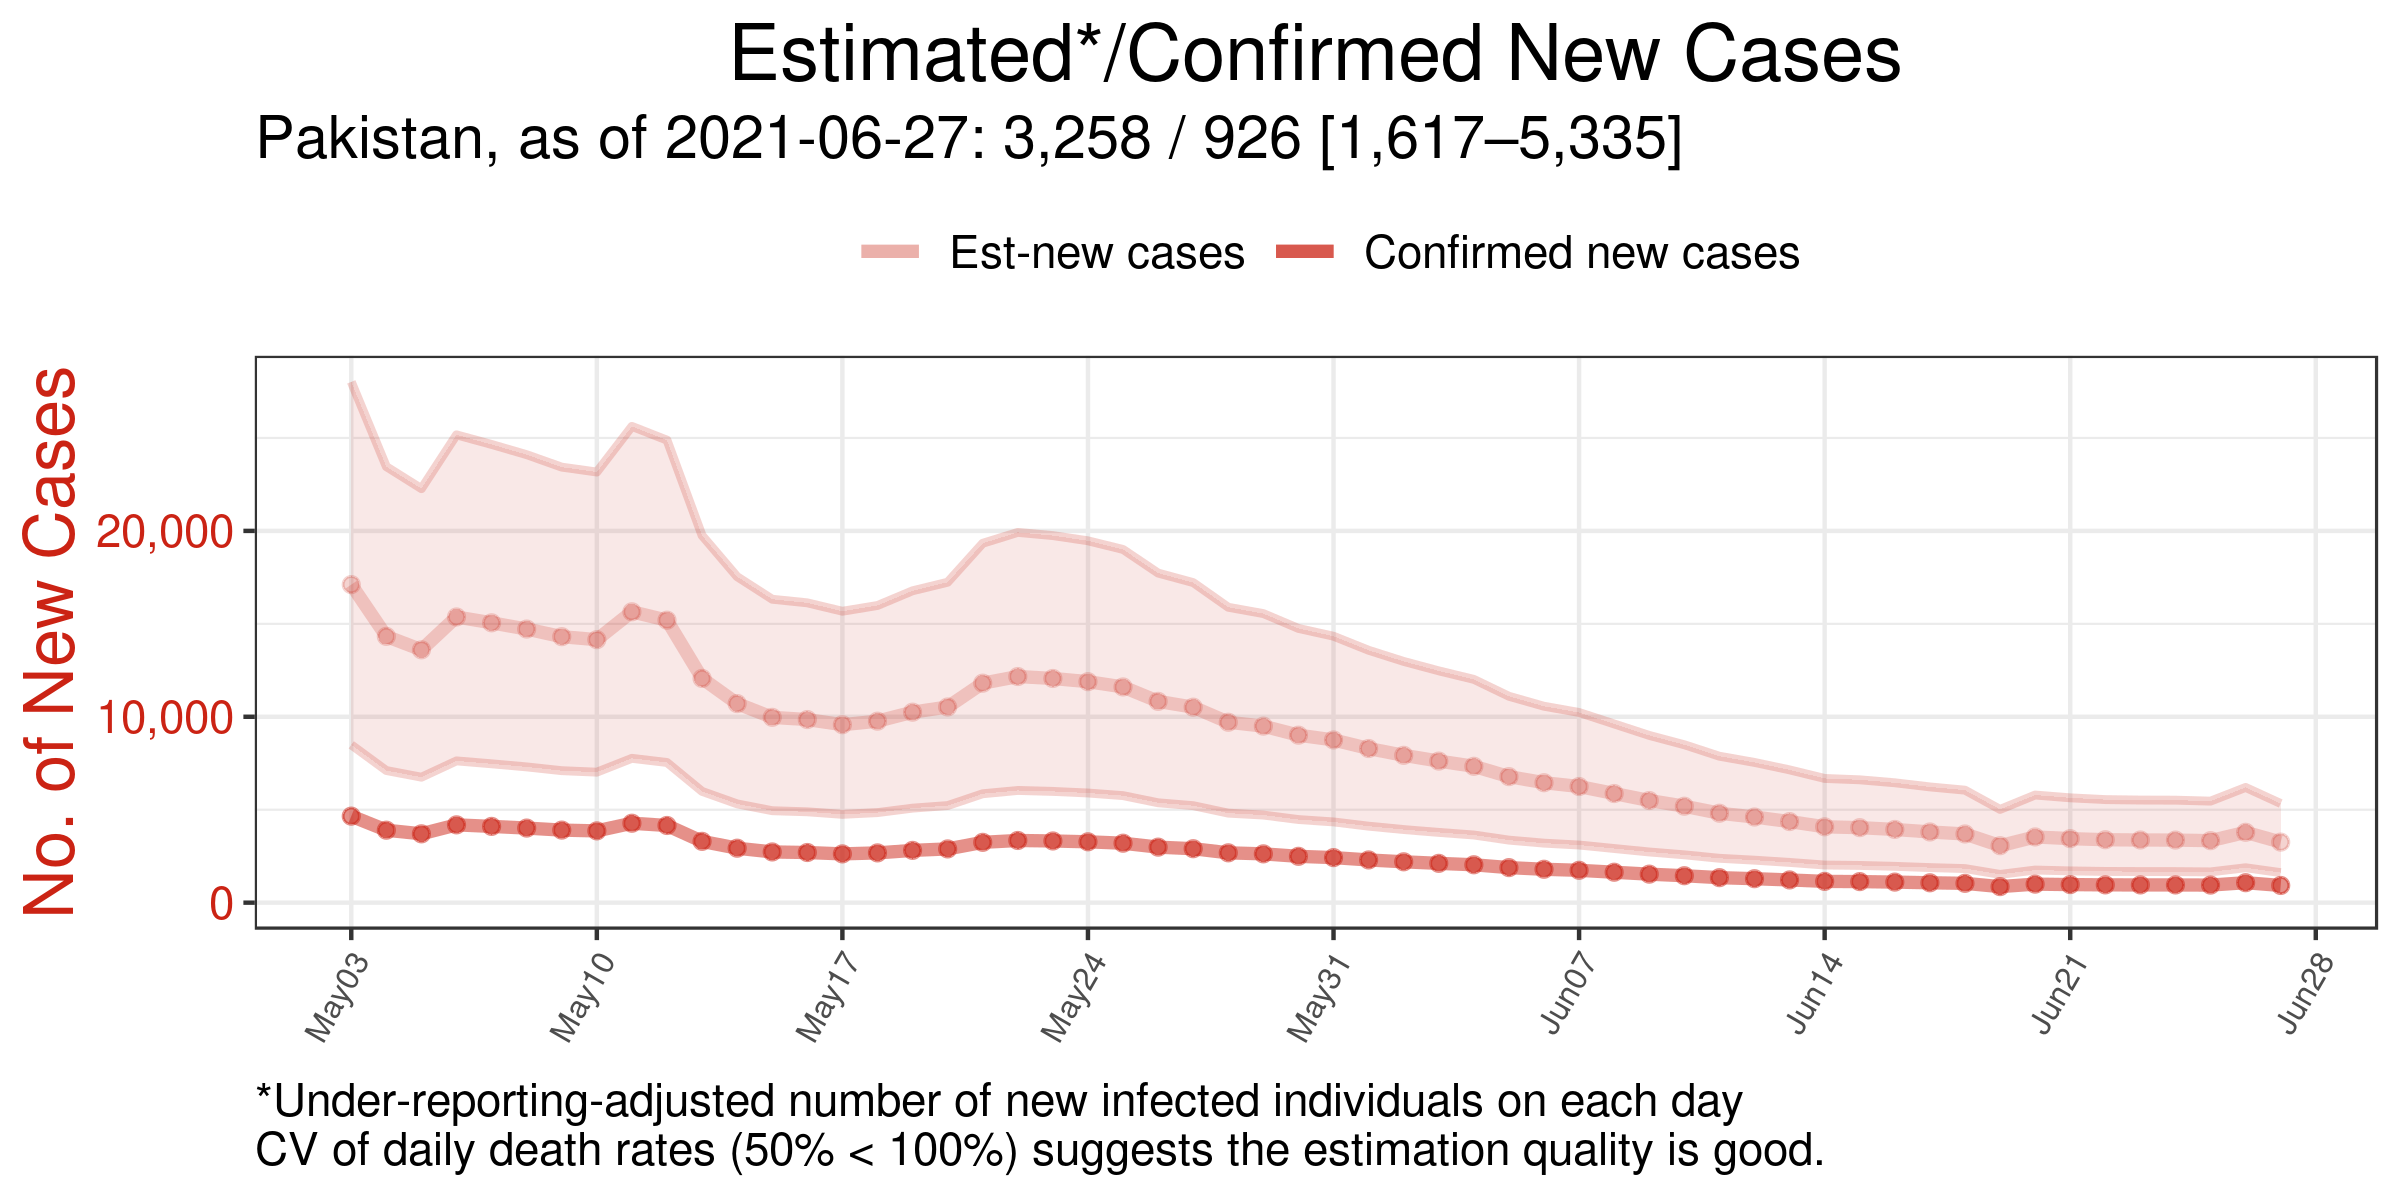 Estimated*/Confirmed New Cases
Pakistan, as of 2021-06-27: 3,258 / 926 [1,617–5,335]
Est-new cases
Confirmed new cases
No. of New Cases
20,000
10,000
0
May03
May10
May17
May24
May31
Jun07
Jun14
Jun21
Jun28
*Under-reporting-adjusted number of new infected individuals on each day
CV of daily death rates (50% < 100%) suggests the estimation quality is good.